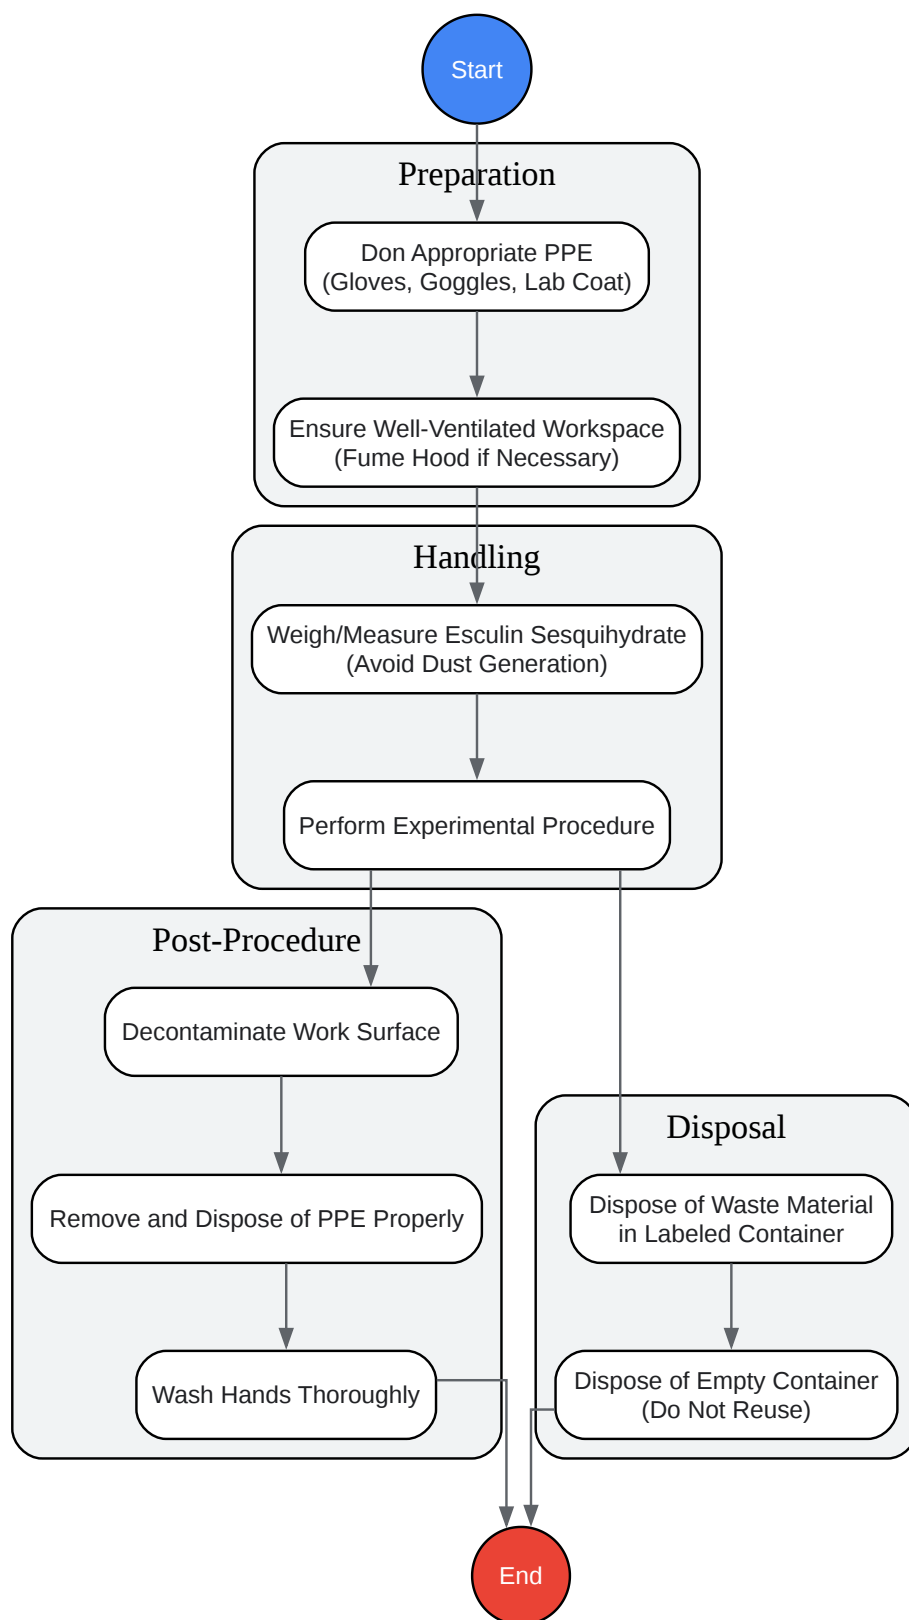 Start
Preparation
Don Appropriate PPE
(Gloves, Goggles, Lab Coat)
Ensure Well-Ventilated Workspace
(Fume Hood if Necessary)
Handling
Weigh/Measure Esculin Sesquihydrate
(Avoid Dust Generation)
Perform Experimental Procedure
Post-Procedure
Decontaminate Work Surface
Remove and Dispose of PPE Properly
Wash Hands Thoroughly
Disposal
Dispose of Waste Material
in Labeled Container
Dispose of Empty Container
(Do Not Reuse)
End